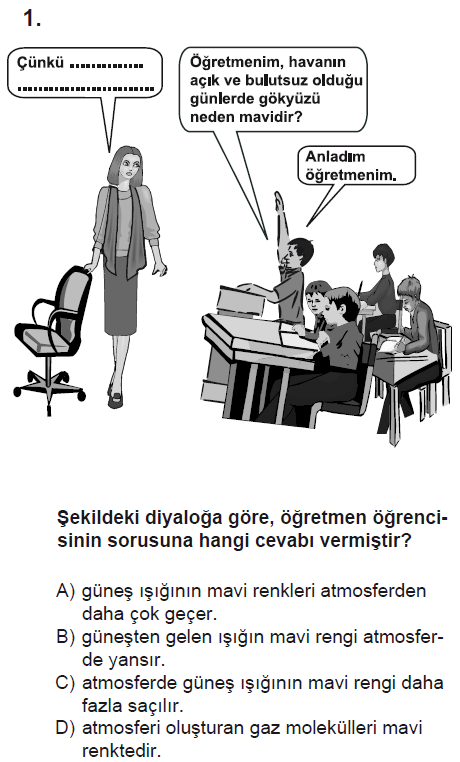 1.
Çünkü ..............
..................................
Öğretmenim, havanın
açık ve bulutsuz olduğu
günlerde gökyüzü
neden mavidir?
Anladım
öğretmenim.
Şekildeki diyaloğa göre, öğretmen öğrenci-
sinin sorusuna hangi cevabı vermiştir?
A) güneş ışığının mavi renkleri atmosferden
daha çok geçer.
B) güneşten gelen ışığın mavi rengi atmosfer-
de yansır.
C) atmosferde güneş ışığının mavi rengi daha
fazla saçılır.
D) atmosferi oluşturan gaz molekülleri mavi
renktedir.